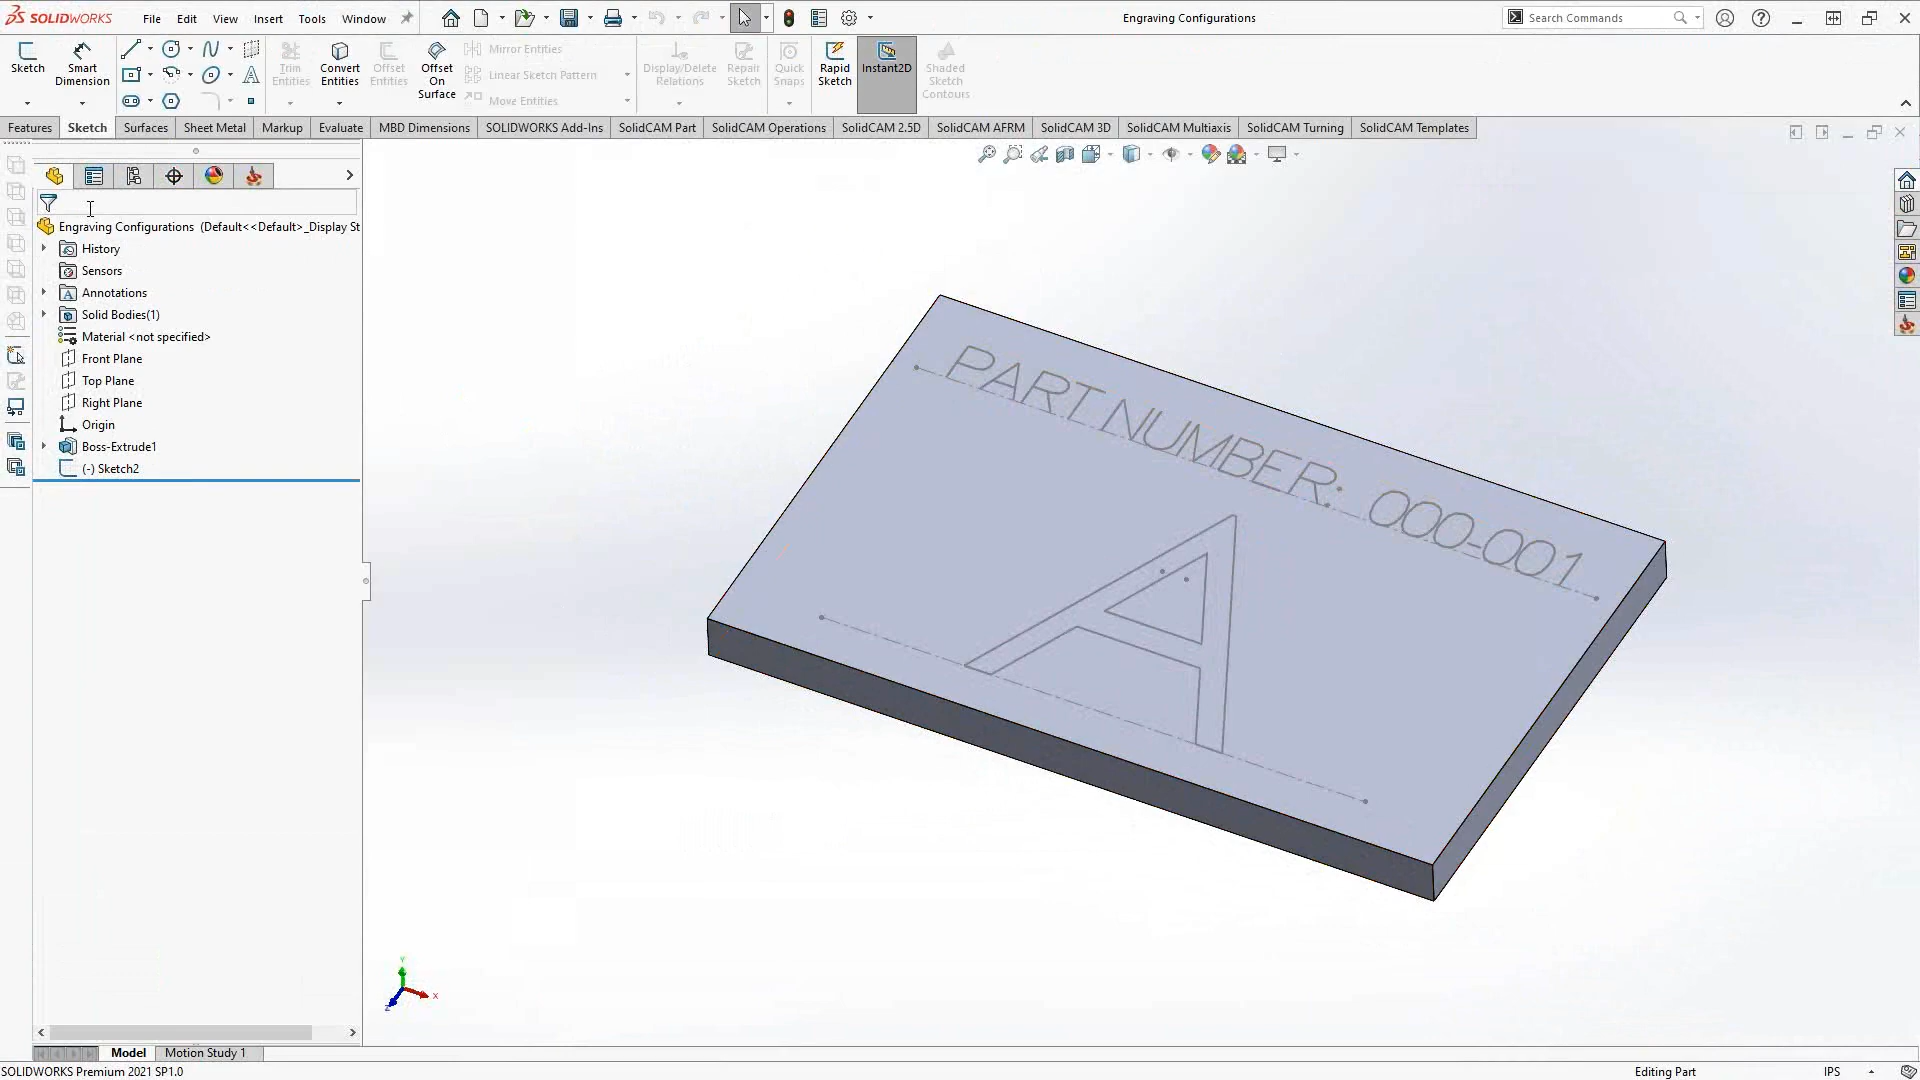 SOLIDWORKS
File Edit View Insert Tools Window
Engraving Configurations
Search Commands
Sketch
Smart Dimension
Trim Entities
Convert Entities
Offset Entities
Offset On Surface
Mirror Entities
Linear Sketch Pattern
Move Entities
Display/Delete Relations
Repair Sketch
Quick Snaps
Rapid Sketch
Instant2D
Shaded Sketch Contours
Features Sketch Surfaces Sheet Metal Markup Evaluate MBD Dimensions SOLIDWORKS Add-Ins SolidCAM Part SolidCAM Operations SolidCAM 2.5D SolidCAM AFRM SolidCAM 3D SolidCAM Multiaxis SolidCAM Turning SolidCAM Templates
Engraving Configurations (Default<<Default>_Display St
History
Sensors
Annotations
Solid Bodies(1)
Material <not specified>
Front Plane
Top Plane
Right Plane
Origin
Boss-Extrude1
(-) Sketch2
PART NUMBER: 000-001
A
Y
X
Z
Model Motion Study 1
SOLIDWORKS Premium 2021 SP1.0
Editing Part
IPS